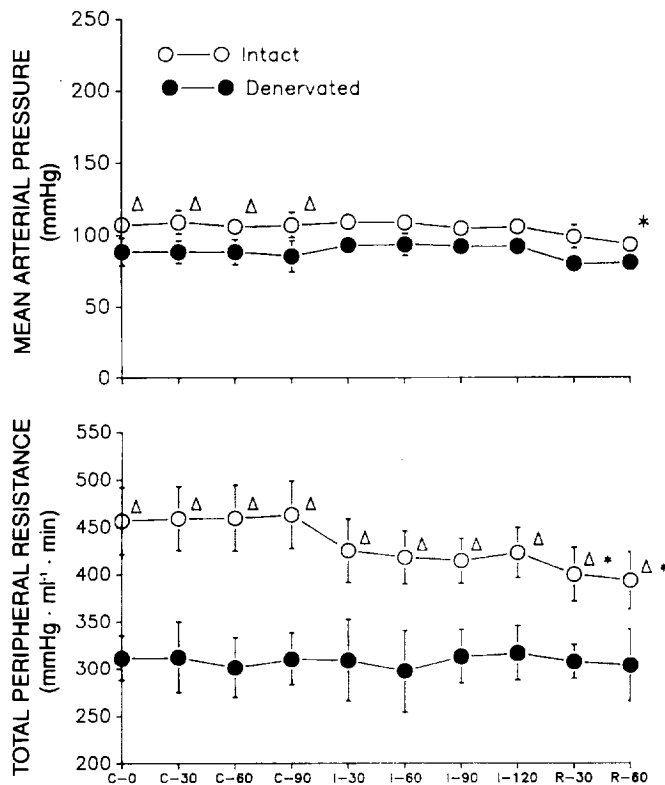 MEAN ARTERIAL PRESSURE
(mmHg)
250
200
150
100
50
0
Intact
Denervated
Δ Δ Δ Δ *
TOTAL PERIPHERAL RESISTANCE
(mmHg · ml⁻¹ · min)
550
500
450
400
350
300
250
200
Δ Δ Δ Δ Δ Δ Δ Δ Δ * Δ *
C-0 C-30 C-60 C-90 I-30 I-60 I-90 I-120 R-30 R-60